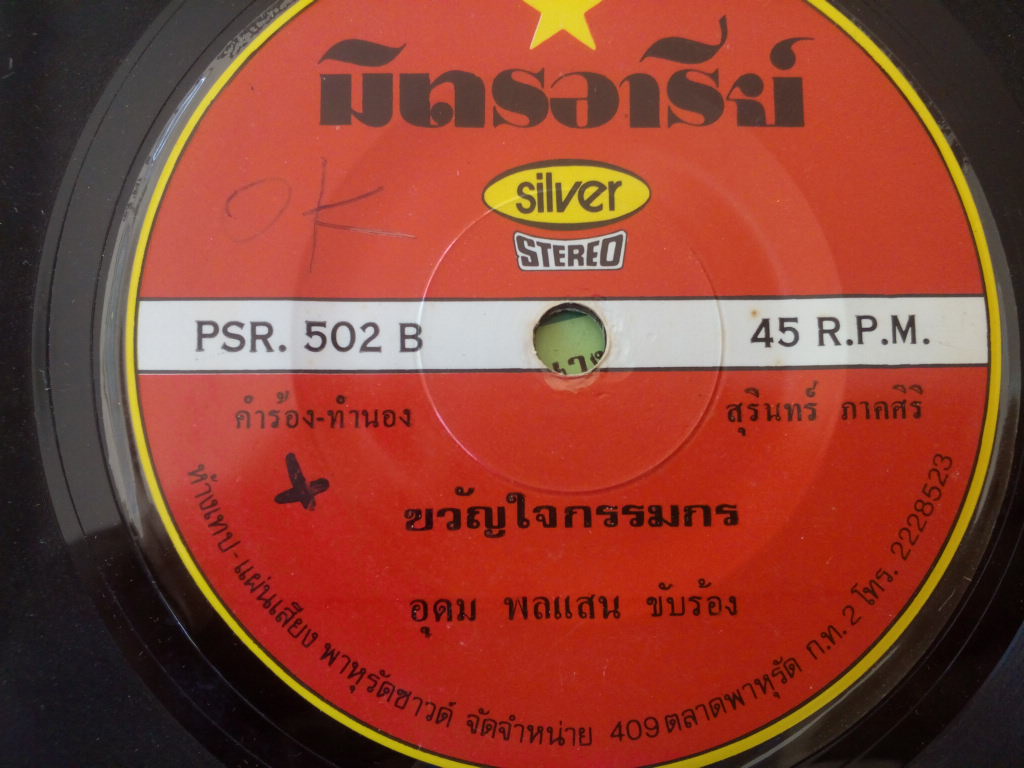 มิตรอารีย์
silver
STEREO
OK
PSR. 502 B
45 R.P.M.
คำร้อง-ทำนอง
สุรินทร์ ภาคศิริ
ขวัญใจกรรมกร
อุดม พลแสน ขับร้อง
ห้างเทป-แผ่นเสียง พาหุรัดซาวด์ จัดจำหน่าย 409 ตลาดพาหุรัด ก.ท. 2 โทร. 2228523